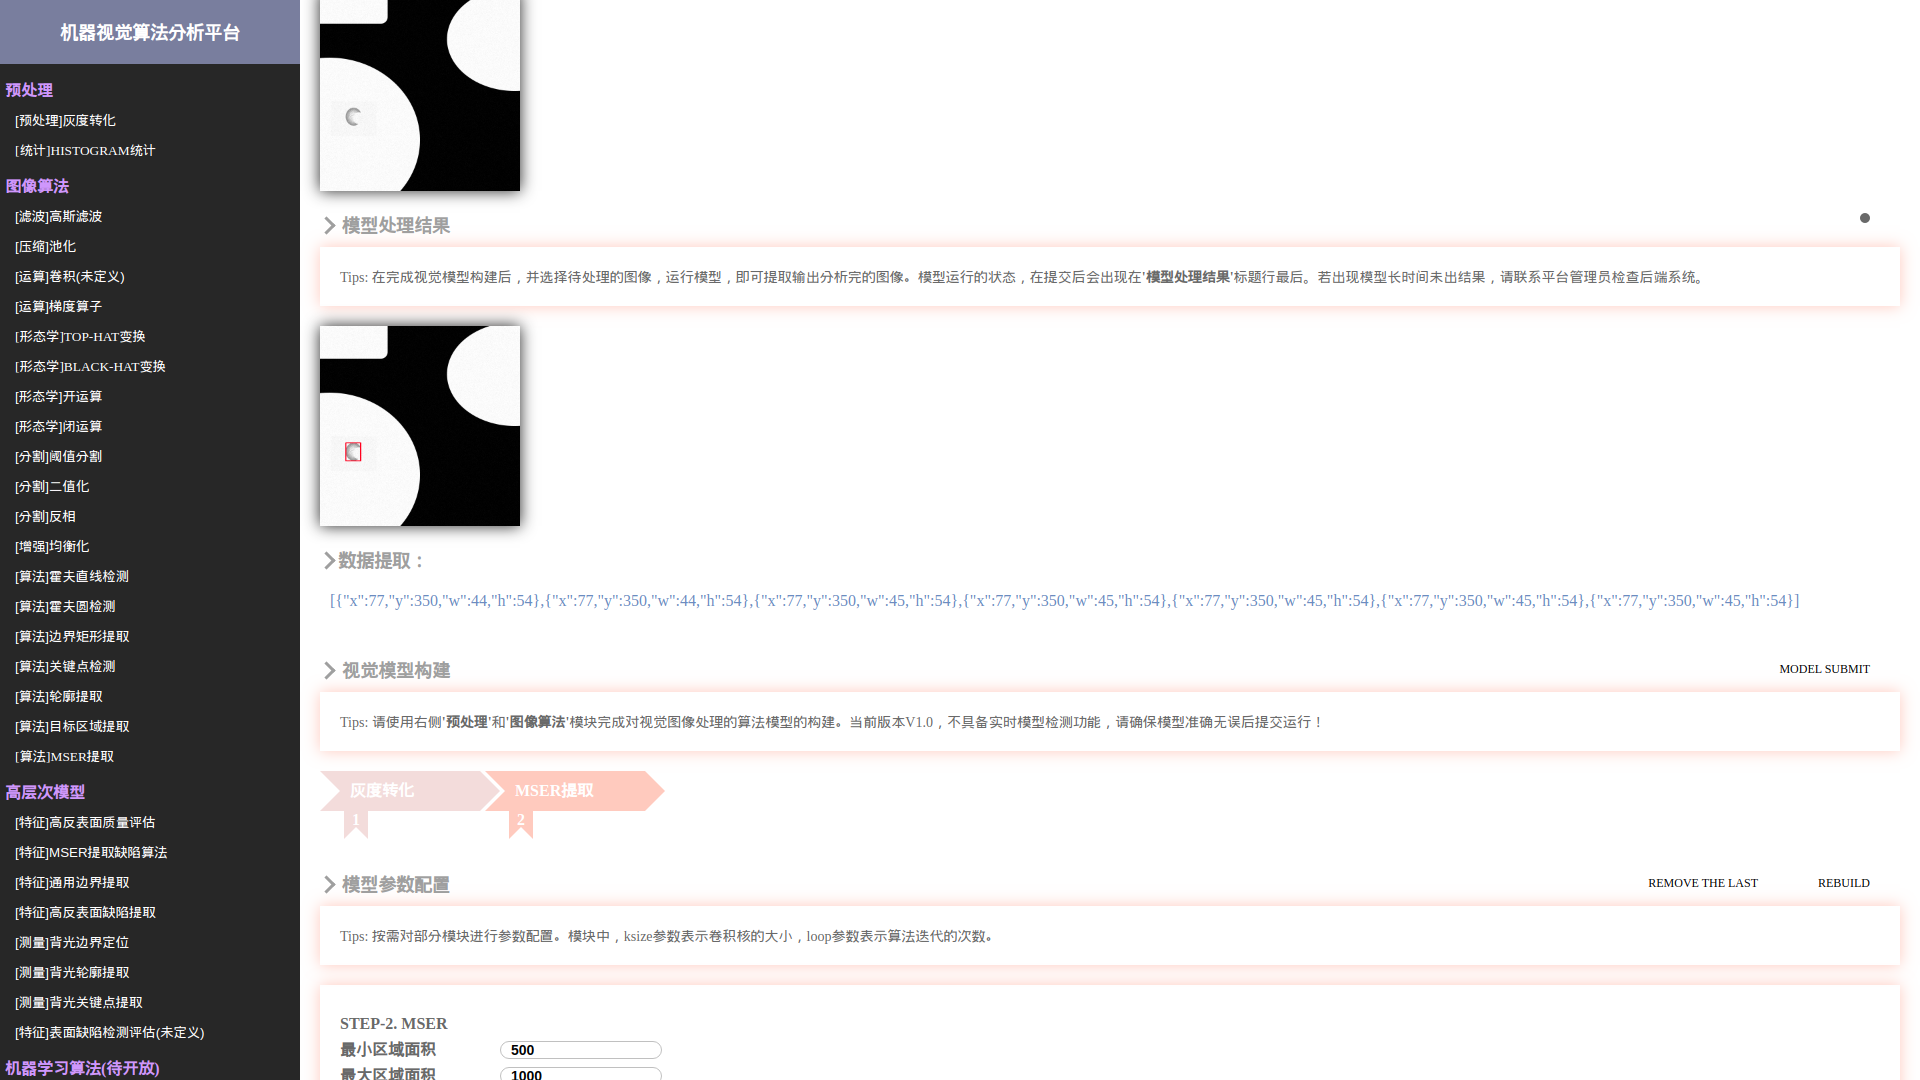 机器视觉算法分析平台
预处理
[预处理]灰度转化
[统计]HISTOGRAM统计
图像算法
[滤波]高斯滤波
[压缩]池化
[运算]卷积(未定义)
[运算]梯度算子
[形态学]TOP-HAT变换
[形态学]BLACK-HAT变换
[形态学]开运算
[形态学]闭运算
[分割]阈值分割
[分割]二值化
[分割]反相
[增强]均衡化
[算法]霍夫直线检测
[算法]霍夫圆检测
[算法]边界矩形提取
[算法]关键点检测
[算法]轮廓提取
[算法]目标区域提取
[算法]MSER提取
高层次模型
[特征]高反表面质量评估
[特征]MSER提取缺陷算法
[特征]通用边界提取
[特征]高反表面缺陷提取
[测量]背光边界定位
[测量]背光轮廓提取
[测量]背光关键点提取
[特征]表面缺陷检测评估(未定义)
机器学习算法(待开放)
模型处理结果
Tips: 在完成视觉模型构建后，并选择待处理的图像，运行模型，即可提取输出分析完的图像。模型运行的状态，在提交后会出现在'模型处理结果'标题行最后。若出现模型长时间未出结果，请联系平台管理员检查后端系统。
数据提取：
[{"x":77,"y":350,"w":44,"h":54},{"x":77,"y":350,"w":44,"h":54},{"x":77,"y":350,"w":45,"h":54},{"x":77,"y":350,"w":45,"h":54},{"x":77,"y":350,"w":45,"h":54},{"x":77,"y":350,"w":45,"h":54},{"x":77,"y":350,"w":45,"h":54}]
视觉模型构建
MODEL SUBMIT
Tips: 请使用右侧'预处理'和'图像算法'模块完成对视觉图像处理的算法模型的构建。当前版本V1.0，不具备实时模型检测功能，请确保模型准确无误后提交运行！
灰度转化
MSER提取
1
2
模型参数配置
REMOVE THE LAST
REBUILD
Tips: 按需对部分模块进行参数配置。模块中，ksize参数表示卷积核的大小，loop参数表示算法迭代的次数。
STEP-2. MSER
最小区域面积
500
最大区域面积
1000